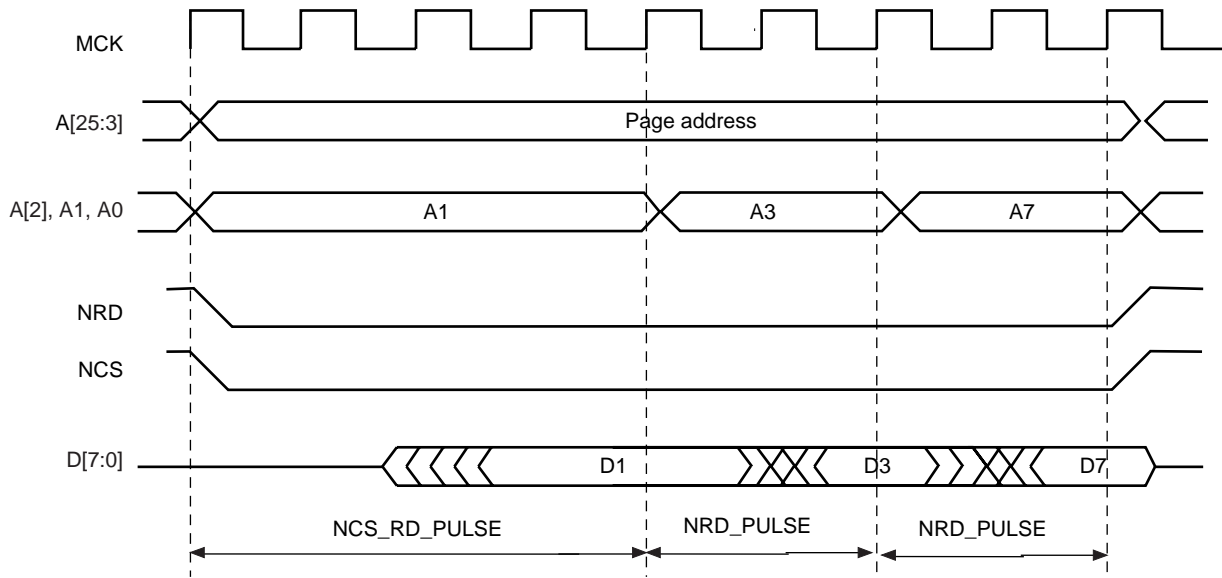 MCK
A[25:3]
Page address
A[2], A1, A0
A1
A3
A7
NRD
NCS
D[7:0]
D1
D3
D7
NCS_RD_PULSE
NRD_PULSE
NRD_PULSE